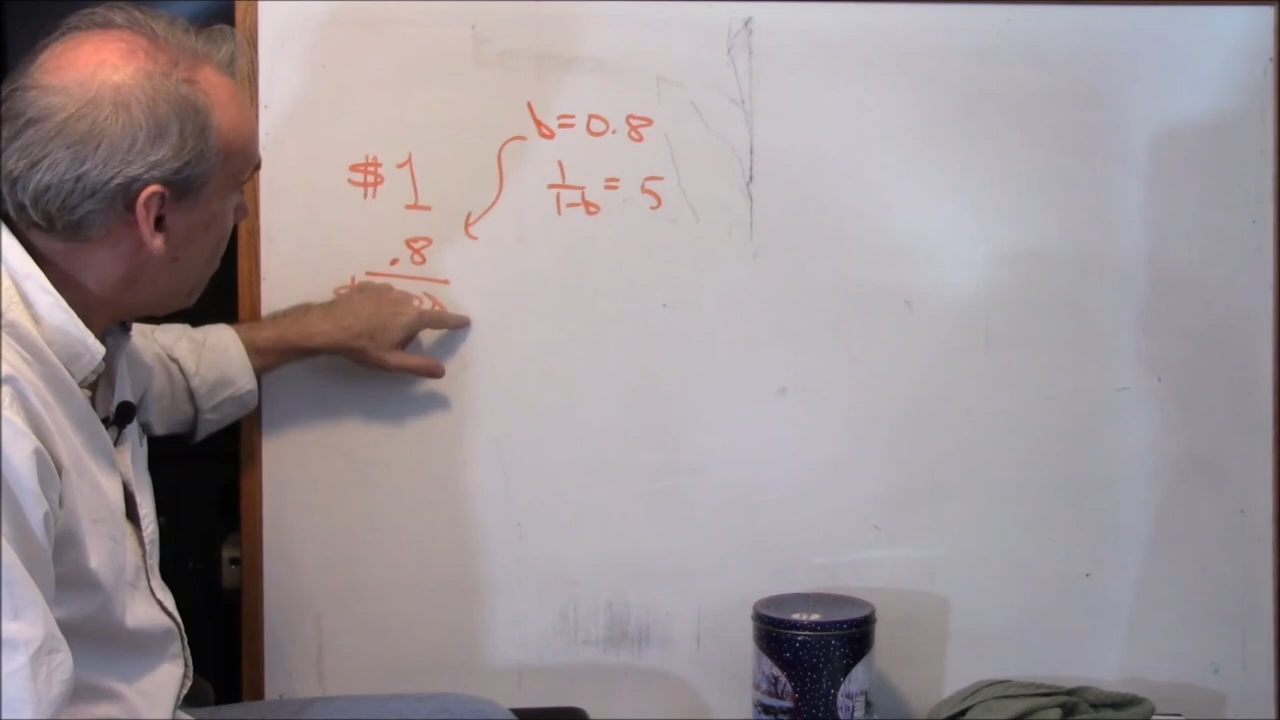 b = 0.8
$1
1/1-b = 5
.8